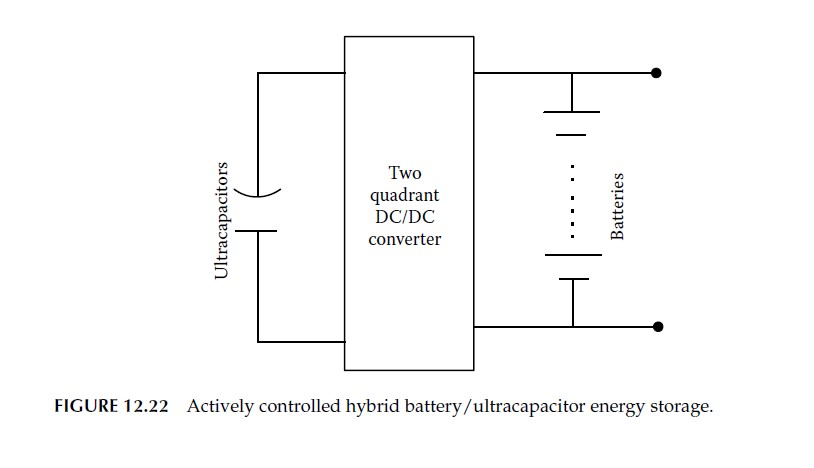 Ultracapacitors
Two
quadrant
DC/DC
converter
Batteries
FIGURE 12.22 Actively controlled hybrid battery/ultracapacitor energy storage.